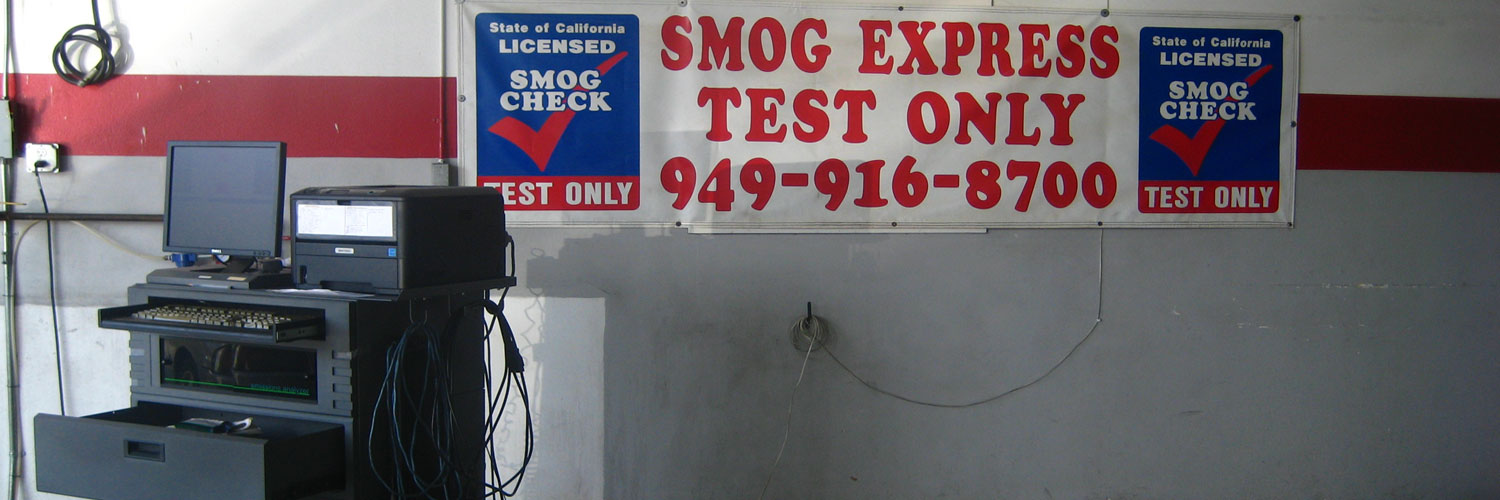 State of California
LICENSED
SMOG
CHECK
TEST ONLY
SMOG EXPRESS
TEST ONLY
949-916-8700
State of California
LICENSED
SMOG
CHECK
TEST ONLY
DELL